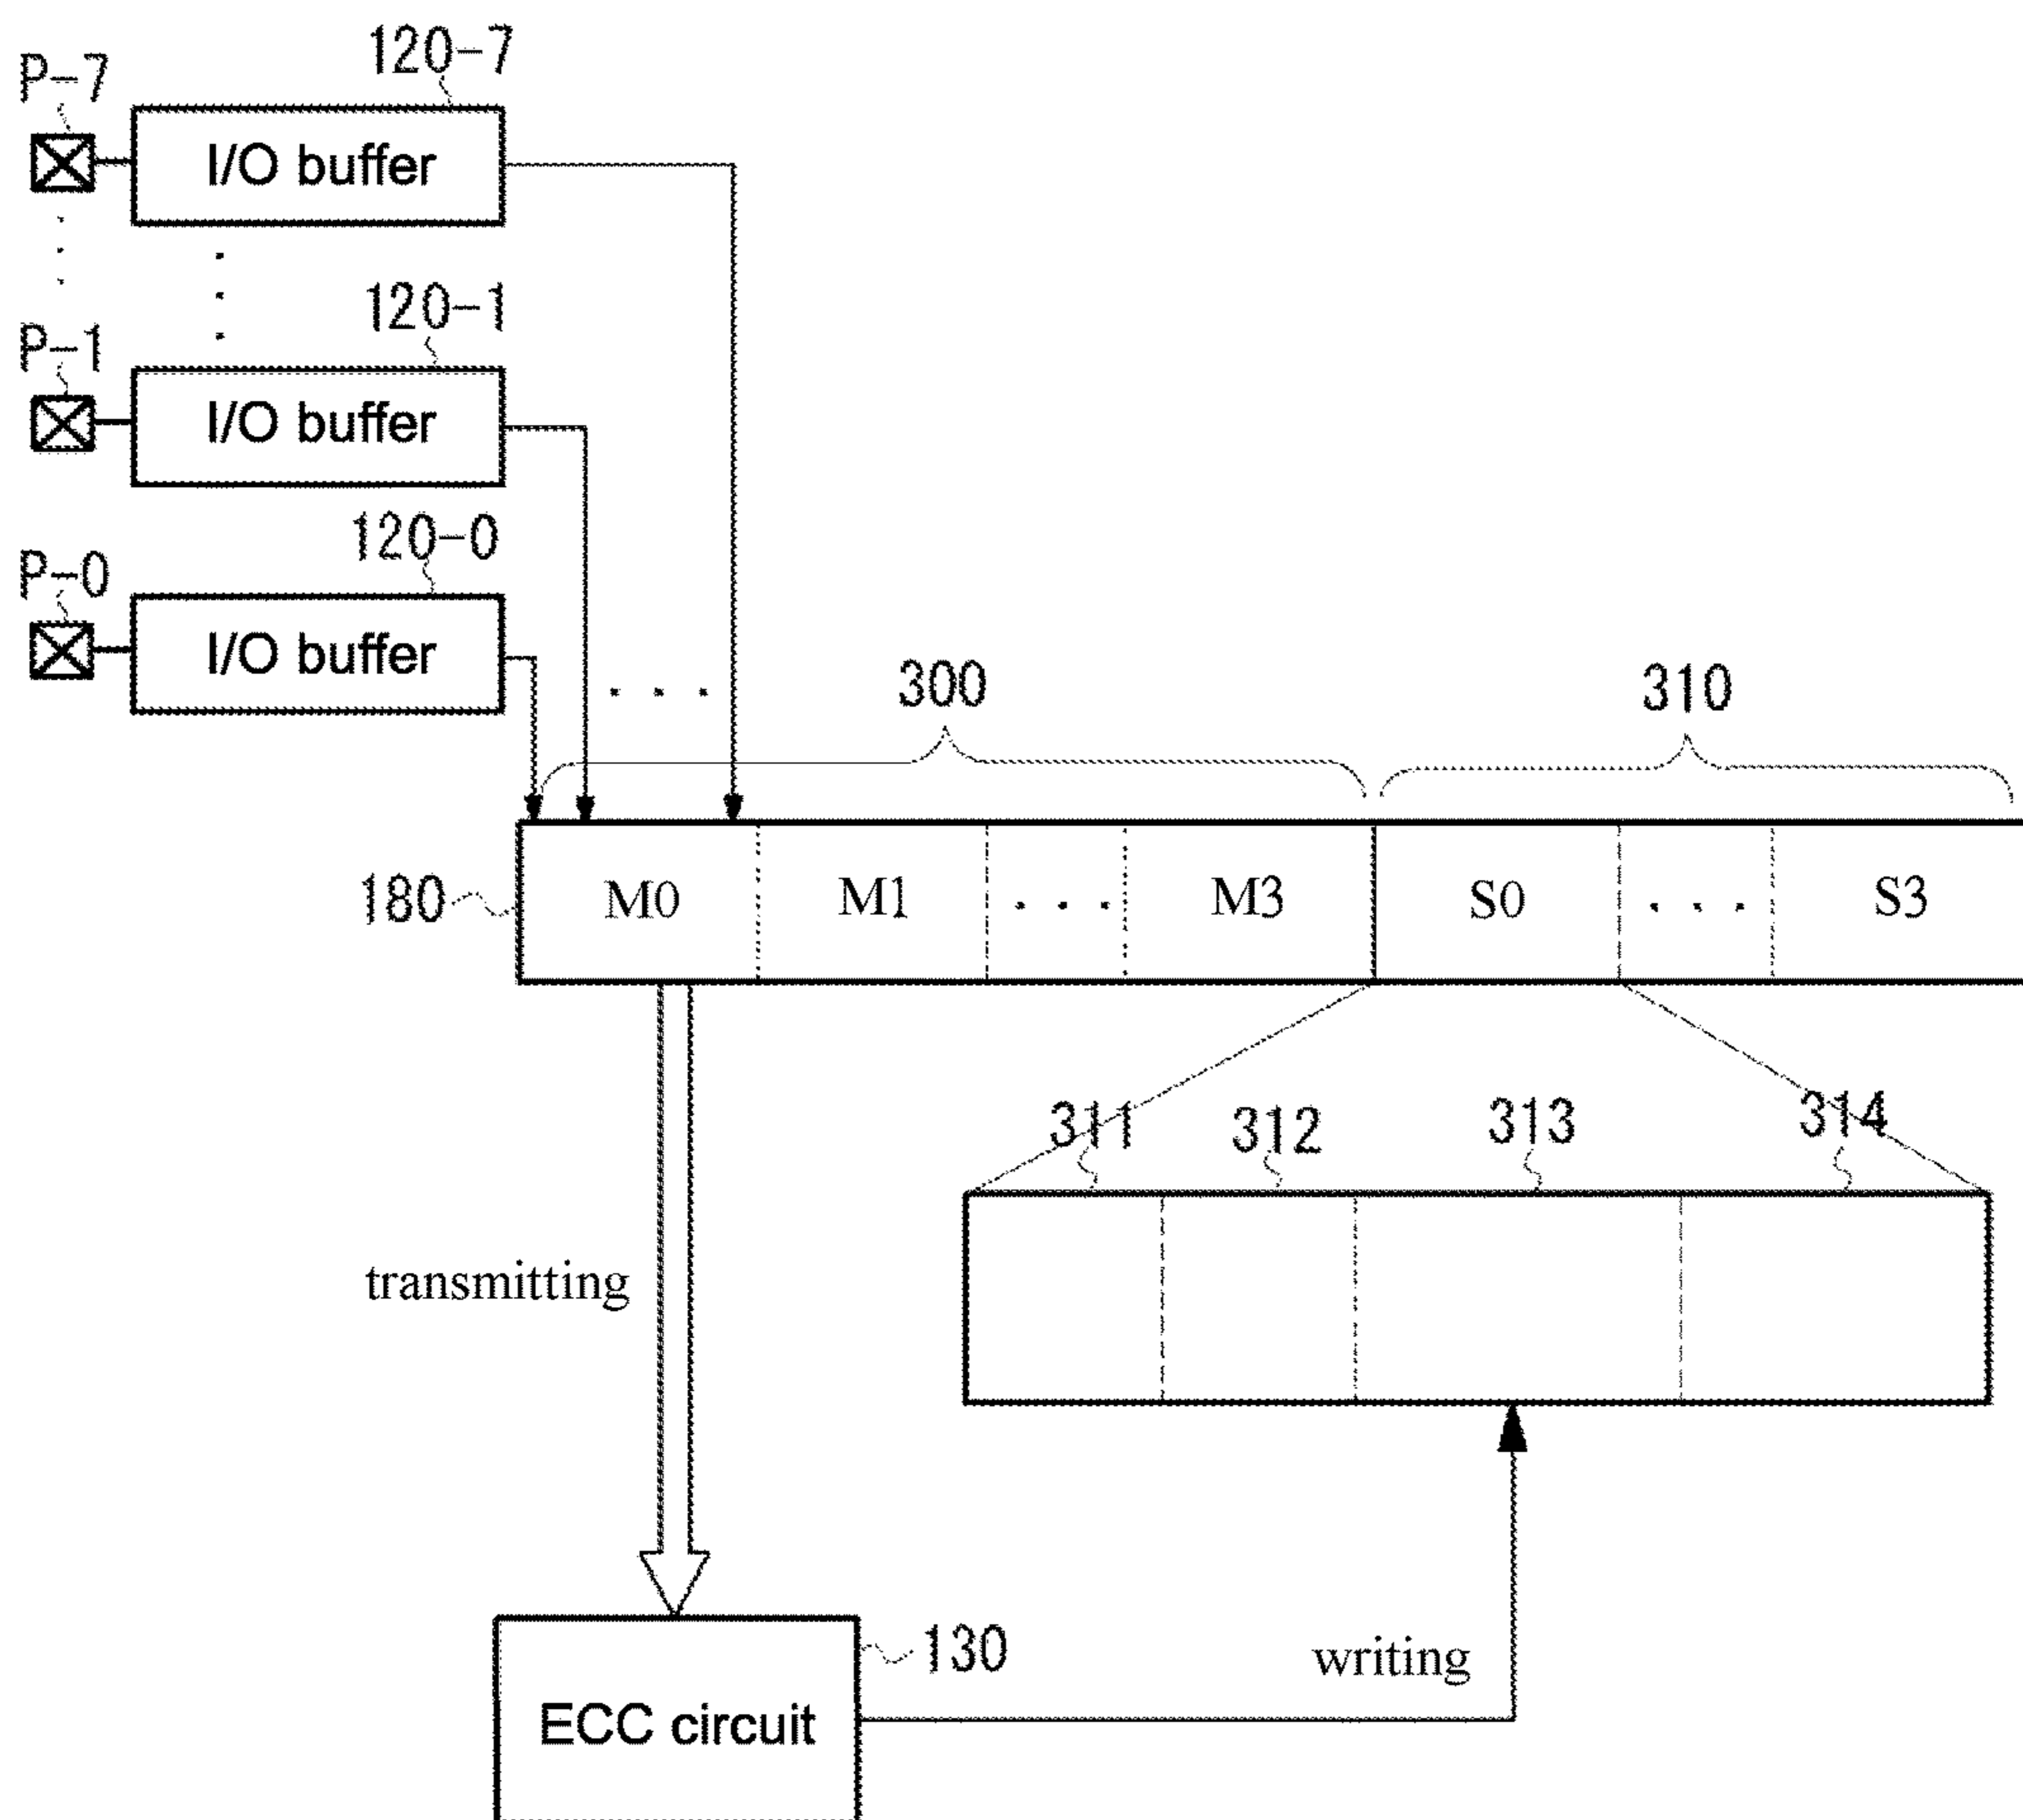 120-7
P-7
I/O buffer
120-1
P-1
I/O buffer
120-0
P-0
I/O buffer
300
310
180
M0
M1
M3
S0
S3
311
312
313
314
transmitting
130
writing
ECC circuit